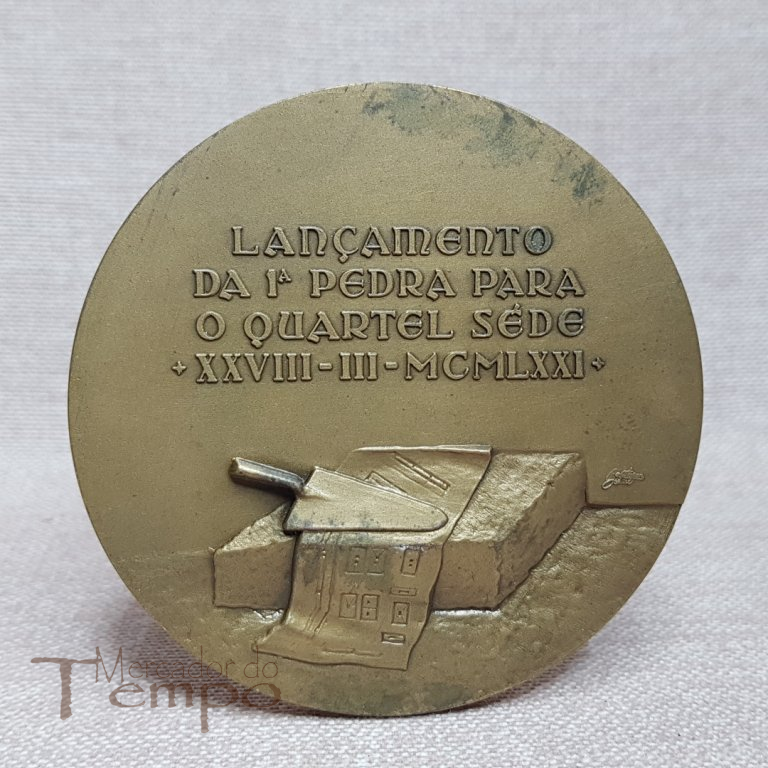 LANÇAMENTO
DA 1ª PEDRA PARA
O QUARTEL SÉDE
XXVIII-III-MCMLXXI
Mercador do
Tempo